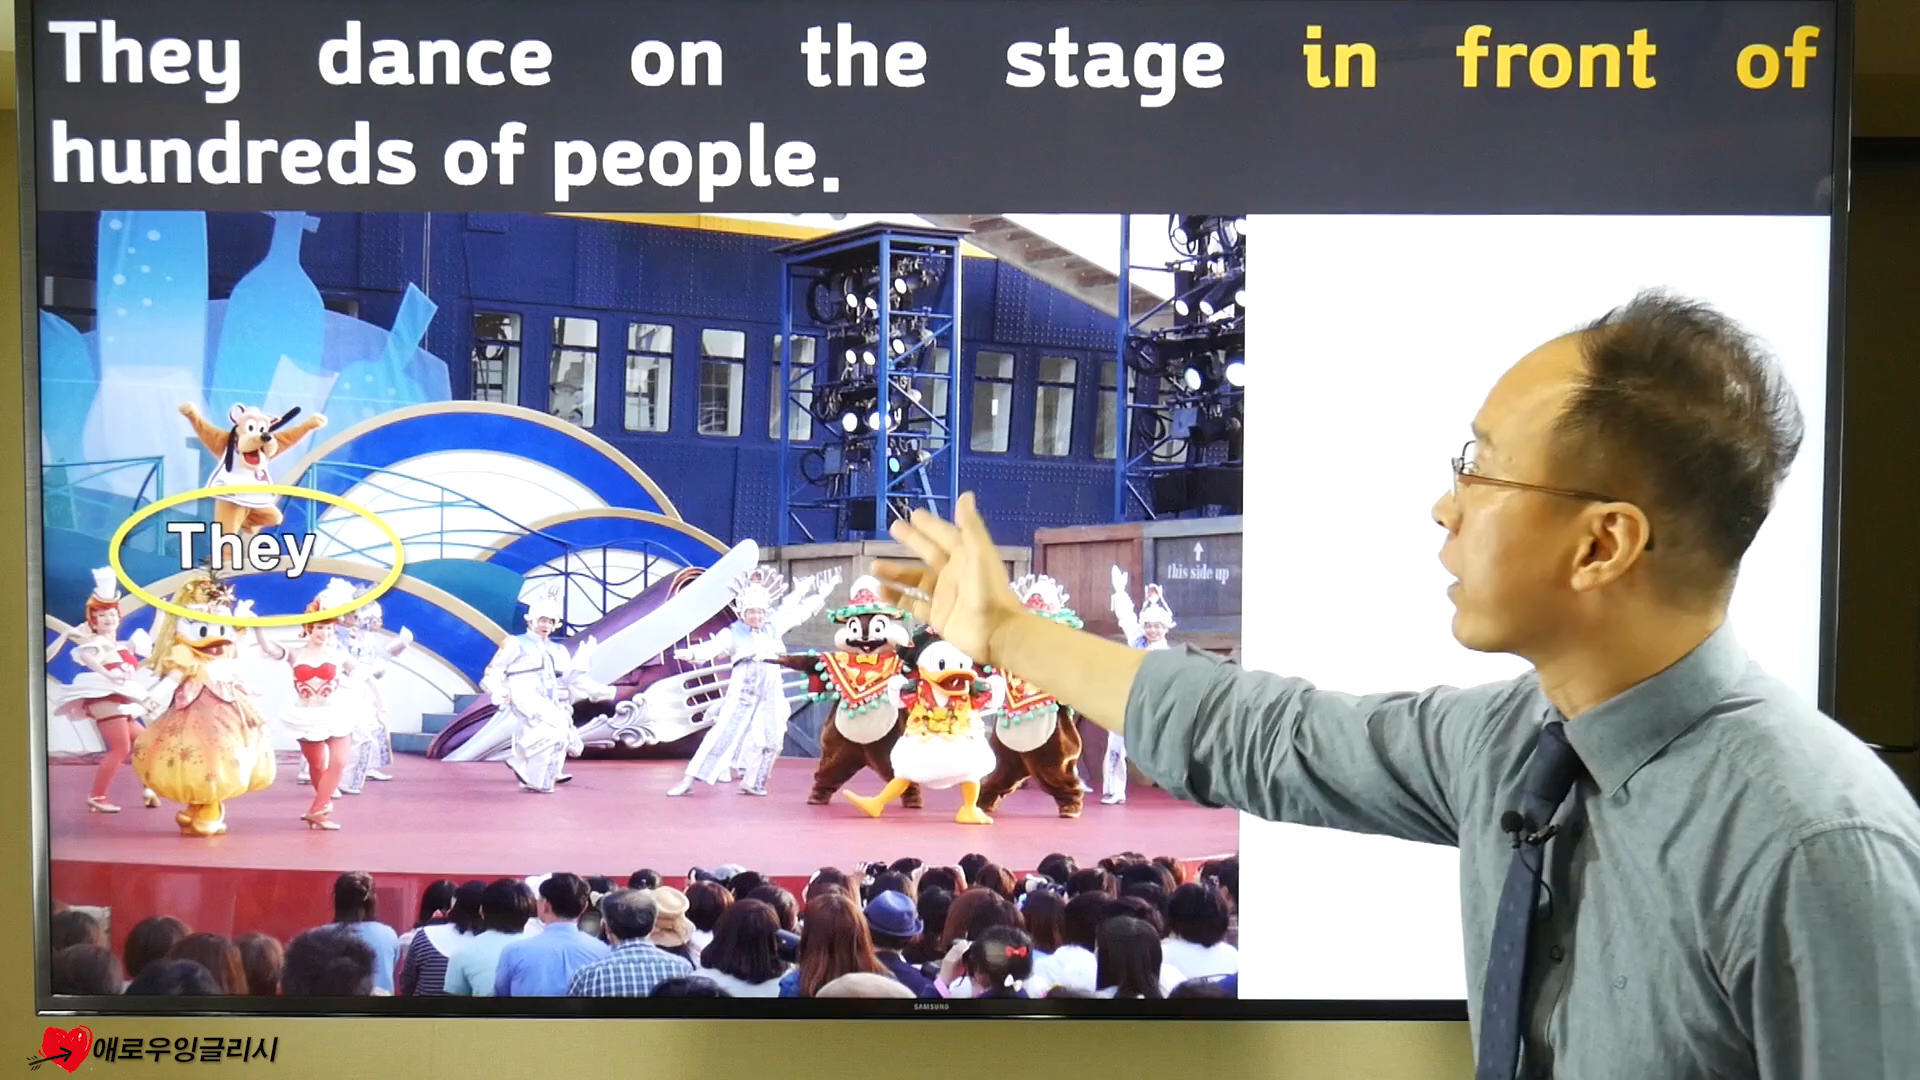 They dance on the stage in front of
hundreds of people.
They
this side up
SAMSUNG
애로우잉글리시